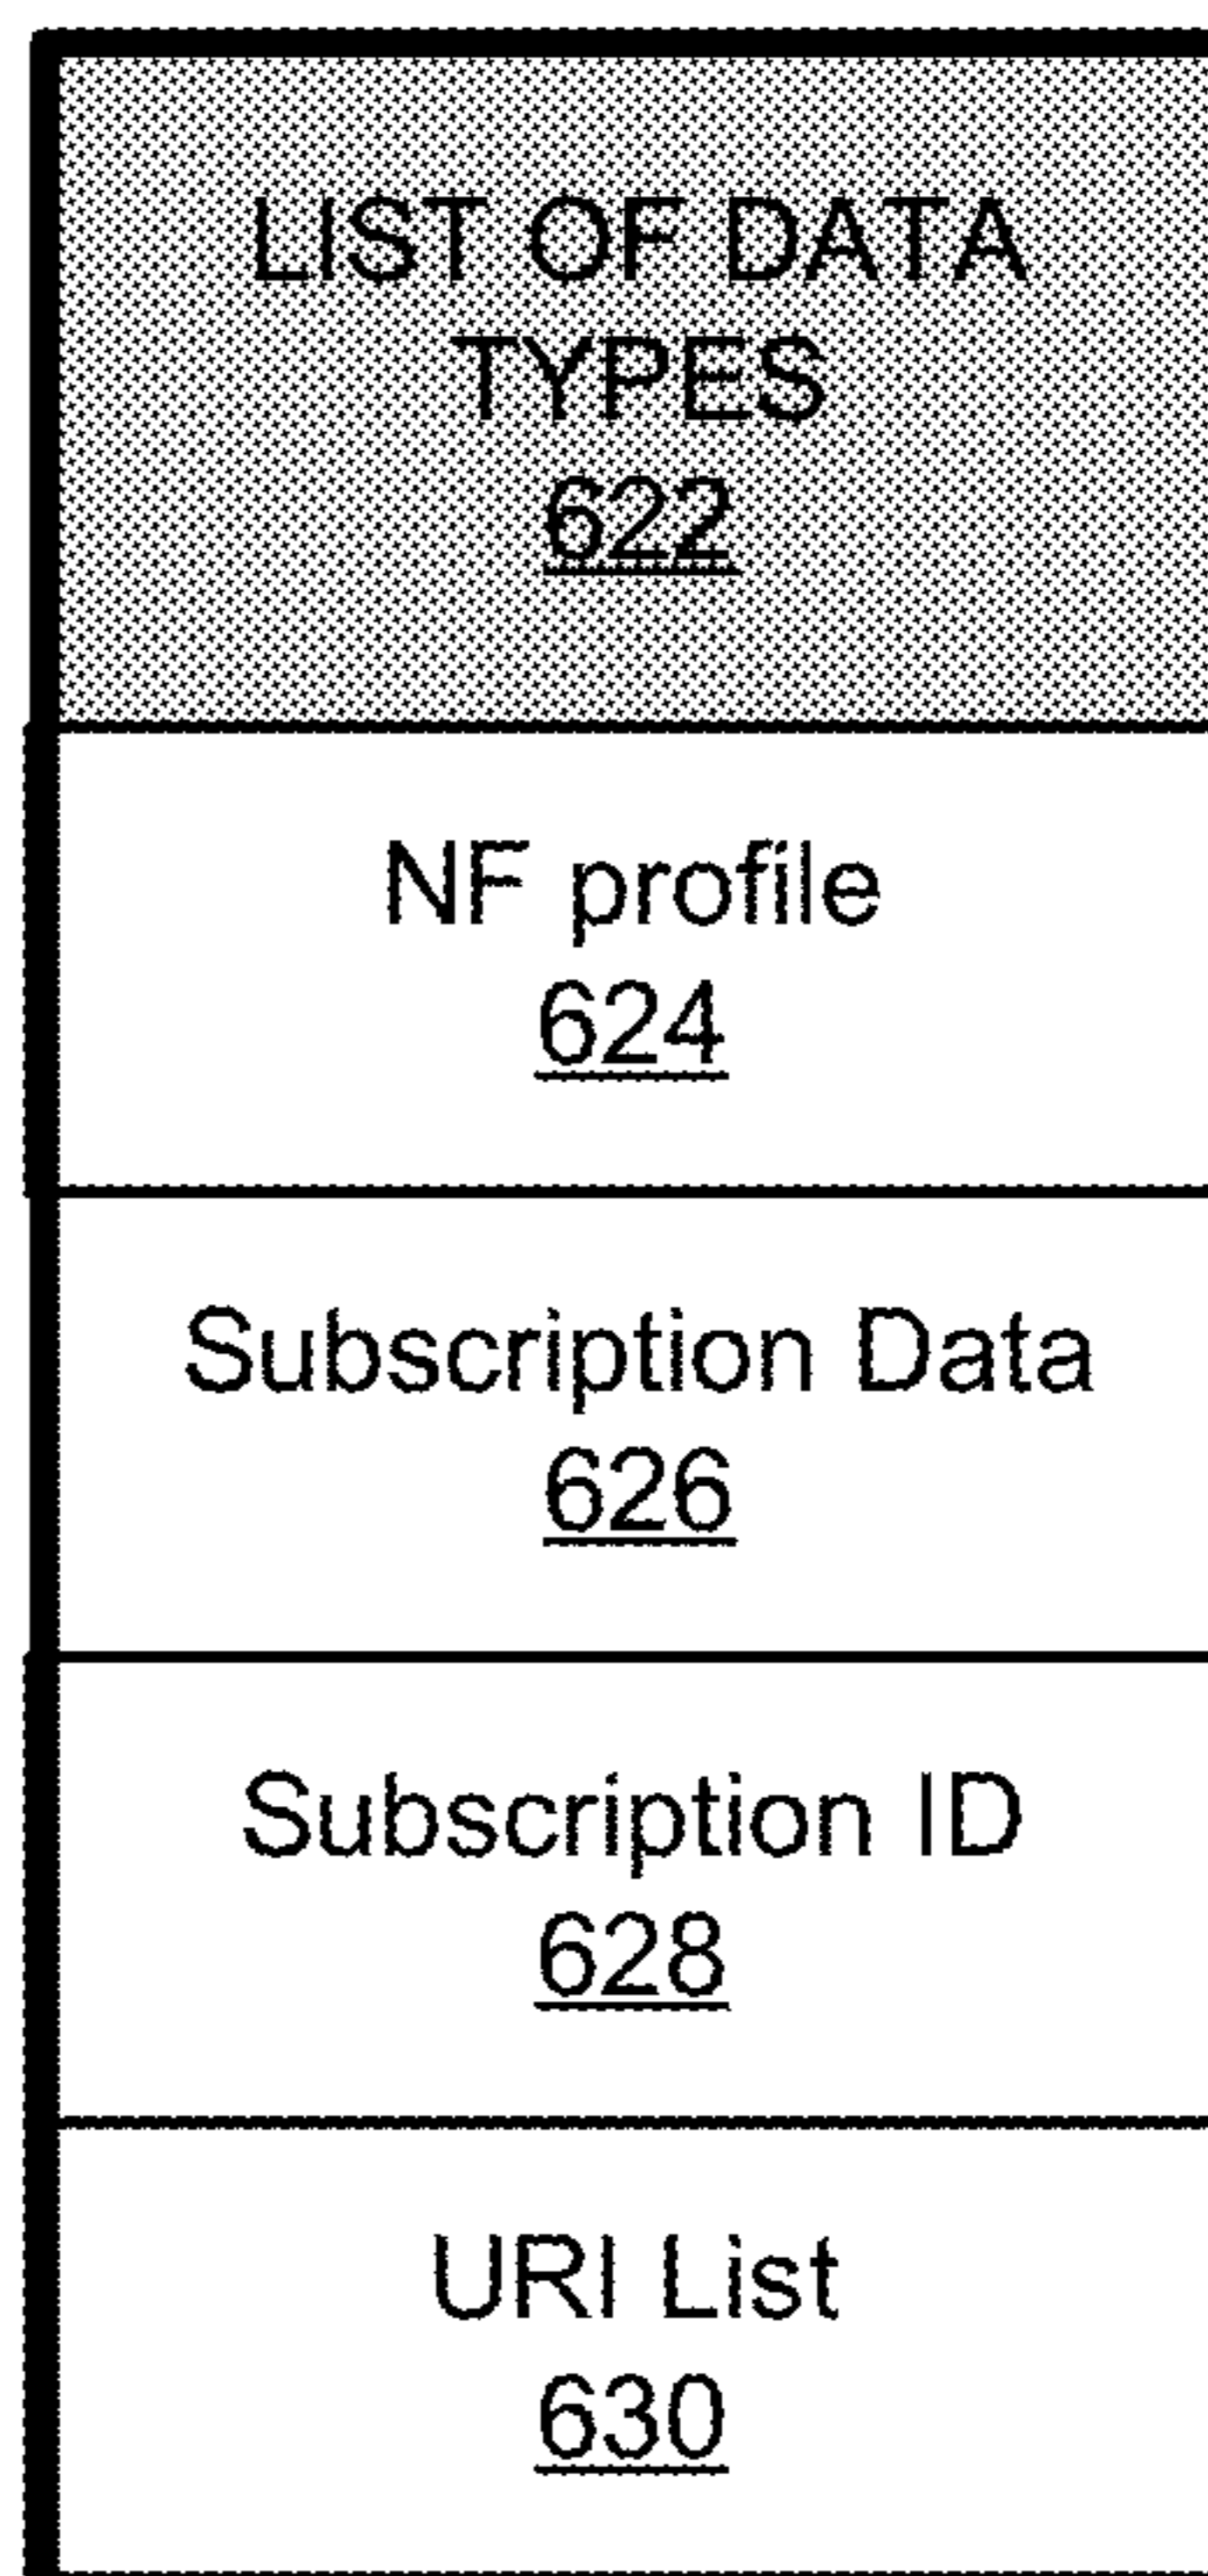 LIST OF DATA
TYPES
622
NF profile
624
Subscription Data
626
Subscription ID
628
URI List
630